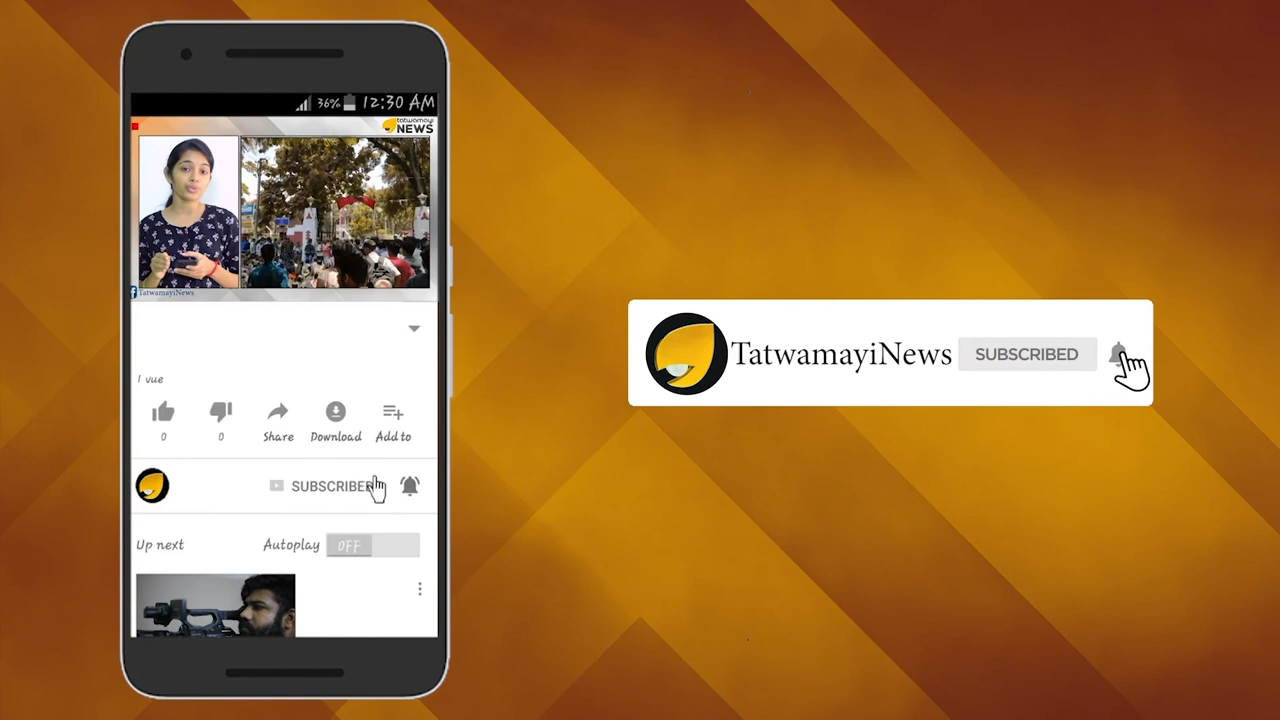 36% 12:30 AM
tatwamayi
NEWS
TatwamayiNews
1 vue
0 0 Share Download Add to
SUBSCRIBED
Up next Autoplay OFF
TatwamayiNews SUBSCRIBED